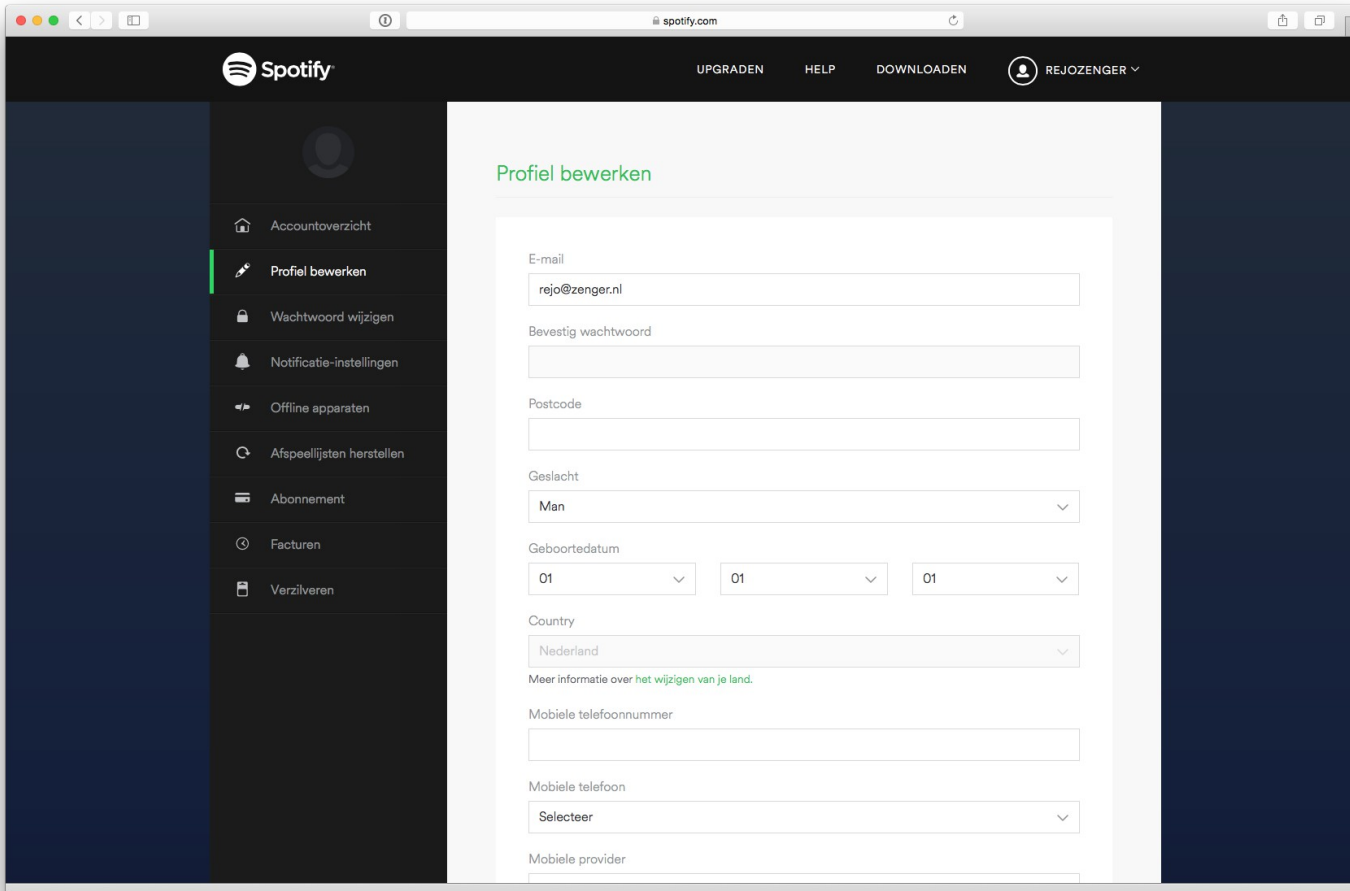 spotify.com
Spotify
UPGRADEN HELP DOWNLOADEN REJOZENGER
Accountoverzicht
Profiel bewerken
Wachtwoord wijzigen
Notificatie-instellingen
Offline apparaten
Afspeellijsten herstellen
Abonnement
Facturen
Verzilveren
Profiel bewerken
E-mail
rejo@zenger.nl
Bevestig wachtwoord
Postcode
Geslacht
Man
Geboortedatum
01 01 01
Country
Nederland
Meer informatie over het wijzigen van je land.
Mobiele telefoonnummer
Mobiele telefoon
Selecteer
Mobiele provider